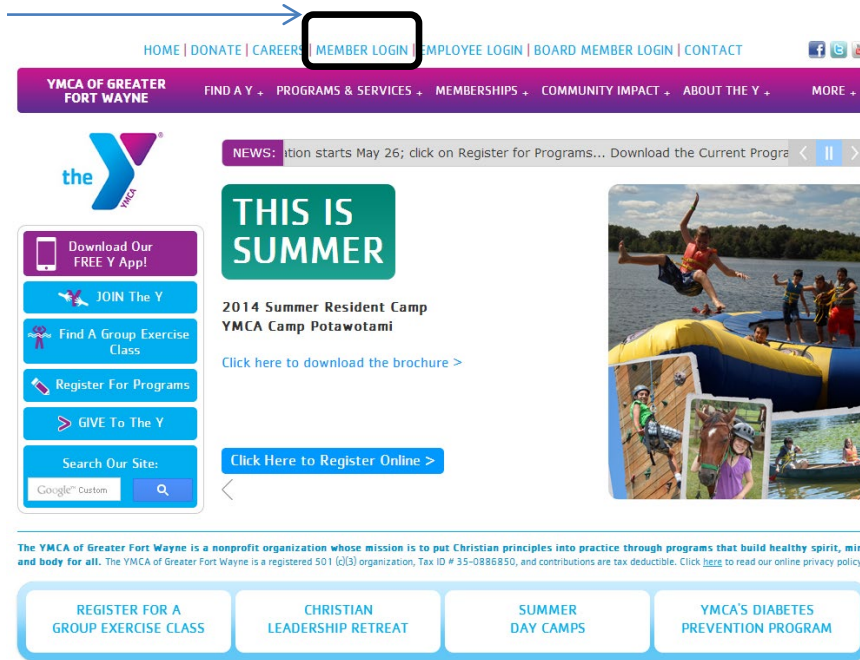 HOME | DONATE | CAREERS | MEMBER LOGIN | EMPLOYEE LOGIN | BOARD MEMBER LOGIN | CONTACT
YMCA OF GREATER
FORT WAYNE
FIND A Y + PROGRAMS & SERVICES + MEMBERSHIPS + COMMUNITY IMPACT + ABOUT THE Y + MORE +
the
YMCA
NEWS: ation starts May 26; click on Register for Programs... Download the Current Progra
THIS IS
SUMMER
Download Our
FREE Y App!
JOIN The Y
Find A Group Exercise
Class
Register For Programs
GIVE To The Y
Search Our Site:
Google™ Custom
2014 Summer Resident Camp
YMCA Camp Potawotami
Click here to download the brochure >
Click Here to Register Online >
The YMCA of Greater Fort Wayne is a nonprofit organization whose mission is to put Christian principles into practice through programs that build healthy spirit, min
and body for all. The YMCA of Greater Fort Wayne is a registered 501 (c)(3) organization, Tax ID # 35-0886850, and contributions are tax deductible. Click here to read our online privacy policy
REGISTER FOR A
GROUP EXERCISE CLASS
CHRISTIAN
LEADERSHIP RETREAT
SUMMER
DAY CAMPS
YMCA'S DIABETES
PREVENTION PROGRAM